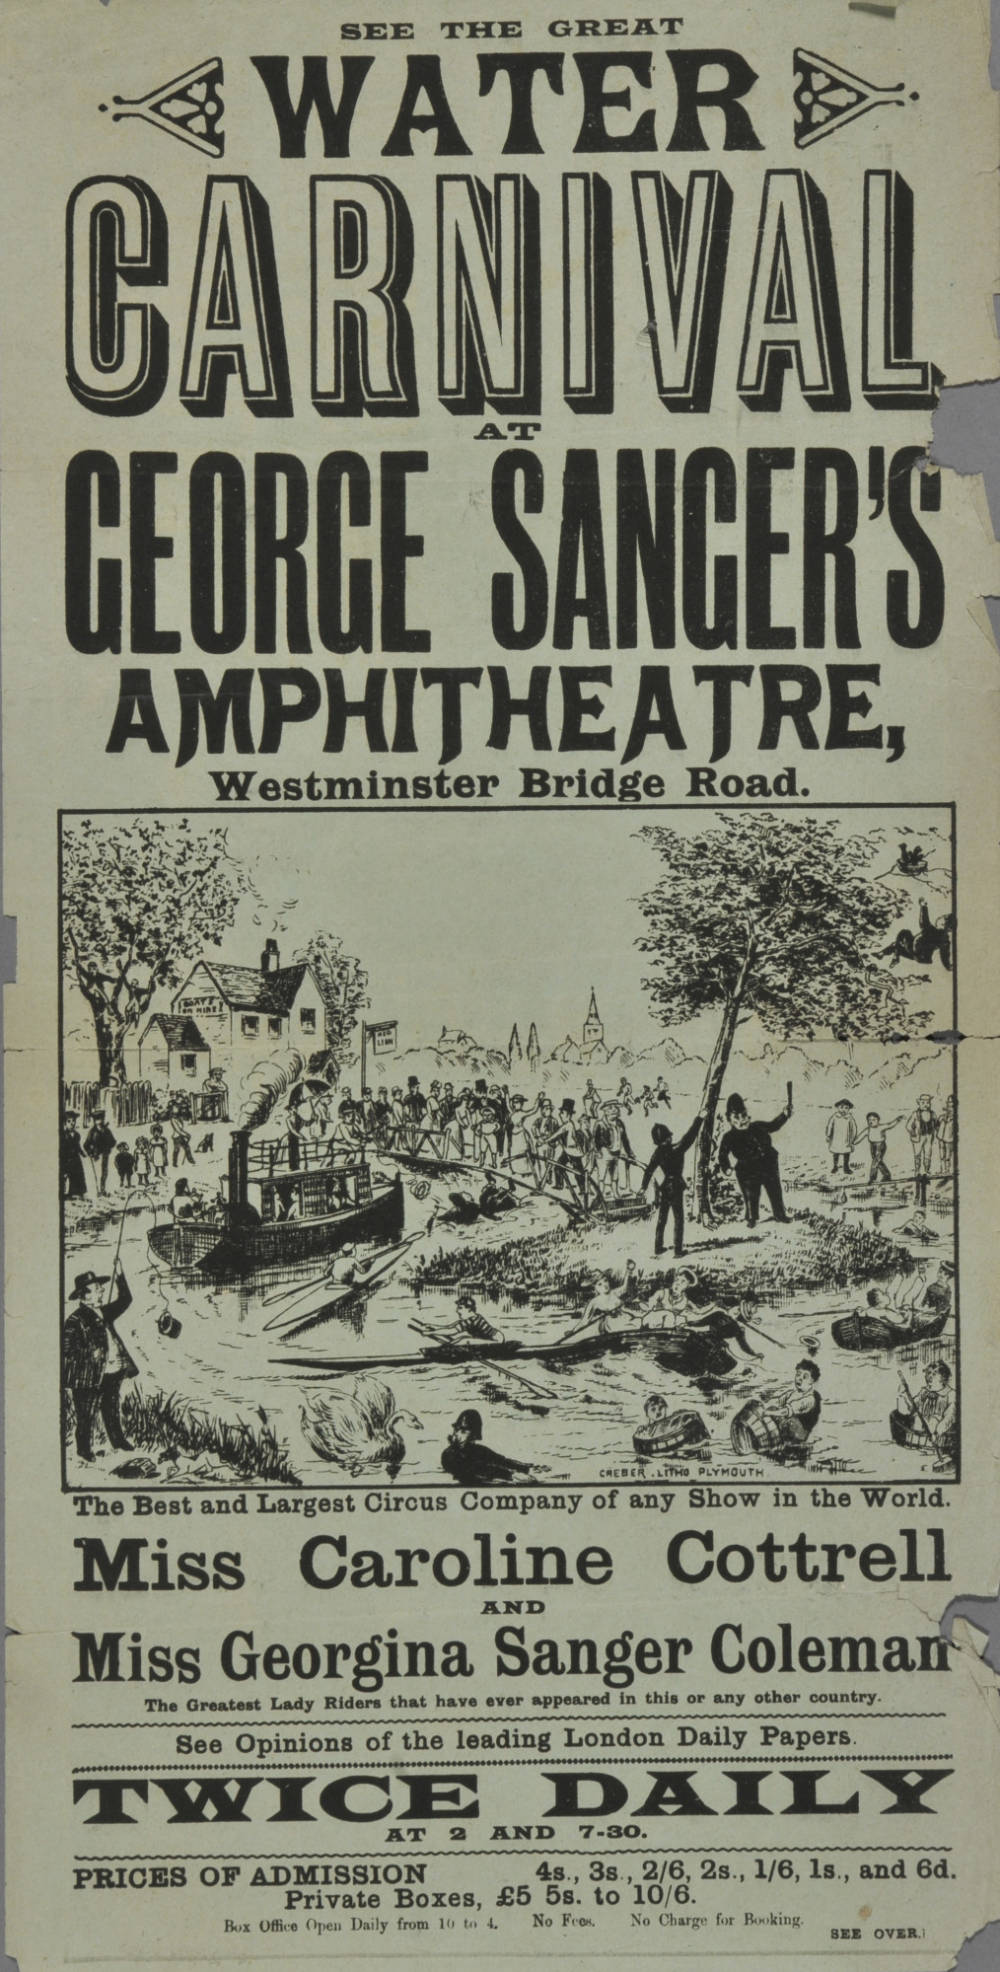 SEE THE GREAT
WATER
CARNIVAL
AT
GEORGE SANGER'S
AMPHITHEATRE,
Westminster Bridge Road.
BOATS
ON HIRE
RED
LION
CREBER. LITHO PLYMOUTH
The Best and Largest Circus Company of any Show in the World.
Miss Caroline Cottrell
AND
Miss Georgina Sanger Coleman
The Greatest Lady Riders that have ever appeared in this or any other country.
See Opinions of the leading London Daily Papers.
TWICE DAILY
AT 2 AND 7-30.
PRICES OF ADMISSION 4s., 3s., 2/6, 2s., 1/6, 1s., and 6d.
Private Boxes, £5 5s. to 10/6.
Box Office Open Daily from 10 to 4. No Fees. No Charge for Booking.
SEE OVER.